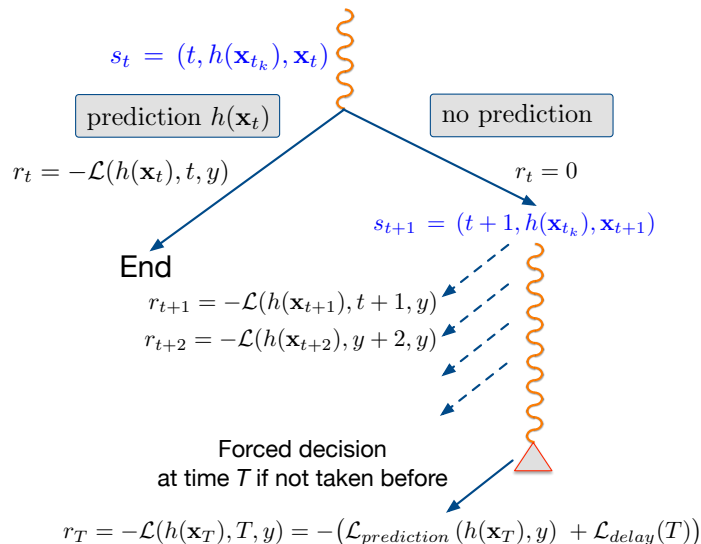 s_t = (t, h(𝐱_{t_k}), 𝐱_t)
prediction h(𝐱_t)
no prediction
r_t = −ℒ(h(𝐱_t), t, y)
r_t = 0
s_{t+1} = (t + 1, h(𝐱_{t_k}), 𝐱_{t+1})
End
r_{t+1} = −ℒ(h(𝐱_{t+1}), t + 1, y)
r_{t+2} = −ℒ(h(𝐱_{t+2}), y + 2, y)
Forced decision
at time T if not taken before
r_T = −ℒ(h(𝐱_T), T, y) = −(ℒ_{prediction} (h(𝐱_T), y) + ℒ_{delay}(T))